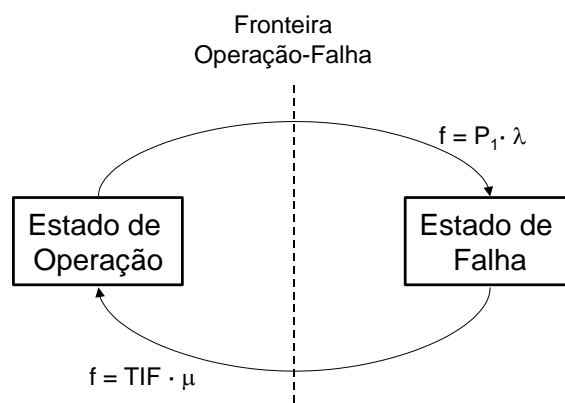 Fronteira
Operação-Falha
f = P₁· λ
Estado de
Operação
Estado de
Falha
f = TIF · μ